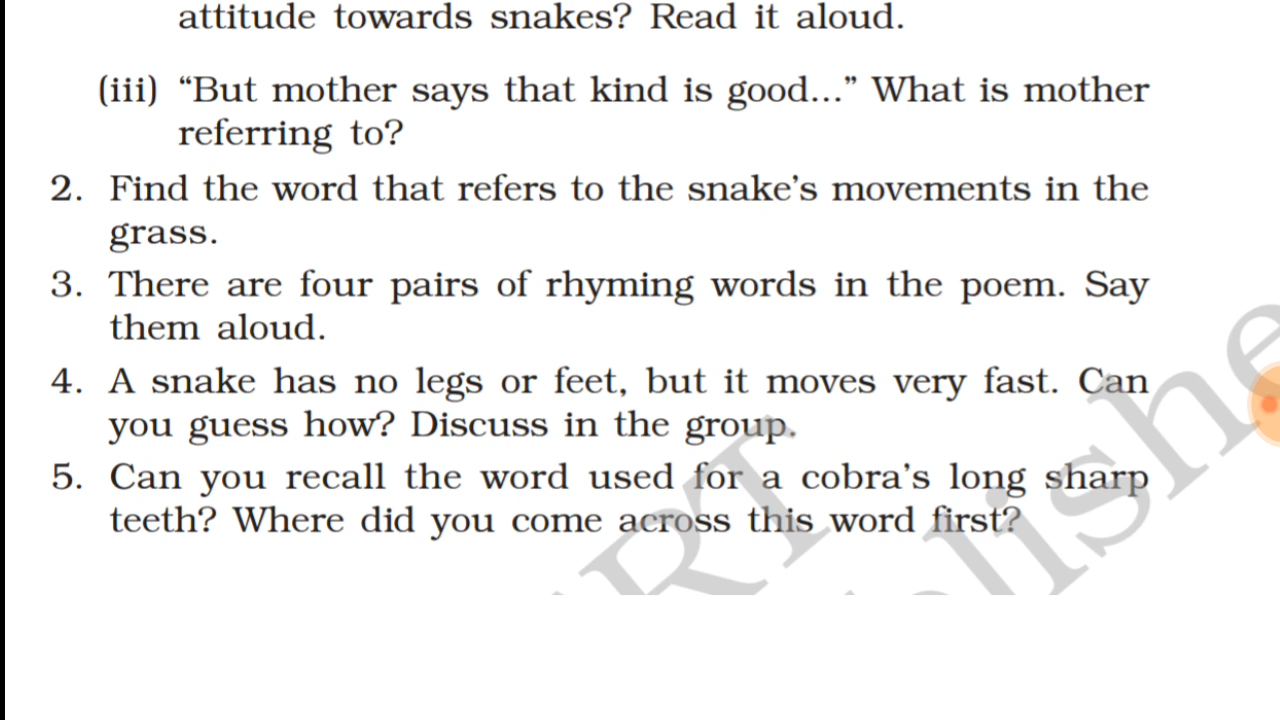 attitude towards snakes? Read it aloud.
(iii) “But mother says that kind is good...” What is mother
referring to?
2. Find the word that refers to the snake’s movements in the
grass.
3. There are four pairs of rhyming words in the poem. Say
them aloud.
4. A snake has no legs or feet, but it moves very fast. Can
you guess how? Discuss in the group.
5. Can you recall the word used for a cobra’s long sharp
teeth? Where did you come across this word first?